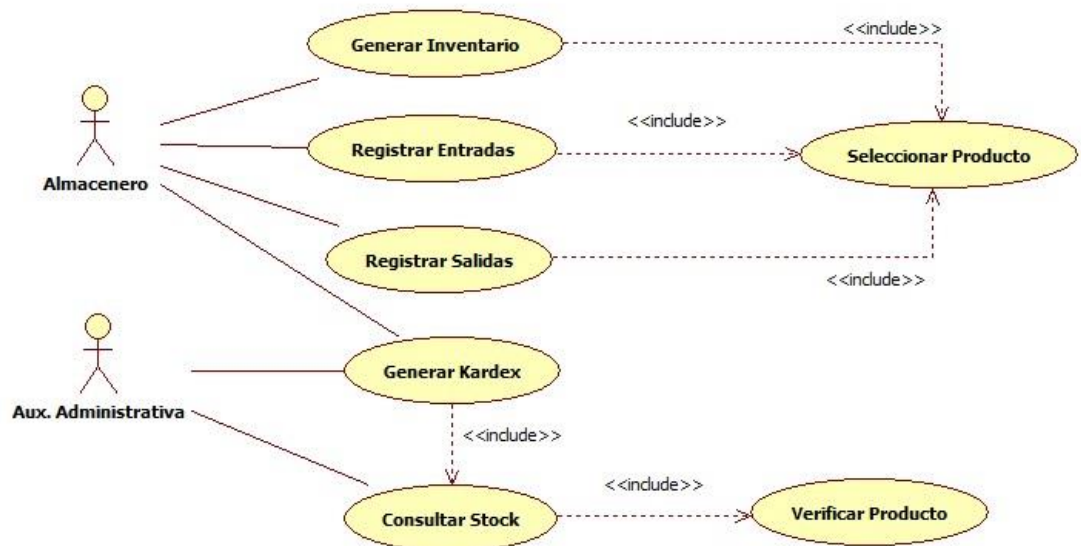 Generar Inventario
<<include>>
Almacenero
Registrar Entradas
<<include>>
Seleccionar Producto
Registrar Salidas
<<include>>
Aux. Administrativa
Generar Kardex
<<include>>
Consultar Stock
<<include>>
Verificar Producto